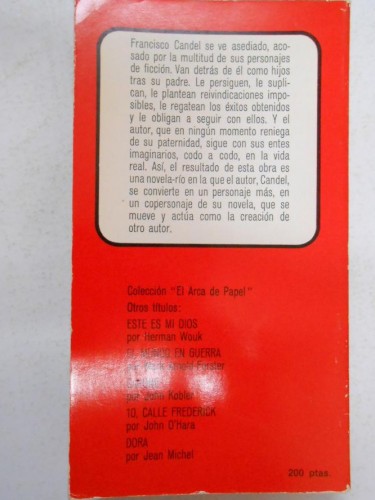 Francisco Candel se ve asediado, aco-
sado por la multitud de sus personajes
de ficción. Van detrás de él como hijos
tras su padre. Le persiguen, le supli-
can, le plantean reivindicaciones impo-
sibles, le regatean los éxitos obtenidos
y le obligan a seguir con ellos. Y el
autor, que en ningún momento reniega
de su paternidad, sigue con sus entes
imaginarios, codo a codo, en la vida
real. Así, el resultado de esta obra es
una novela-río en la que el autor, Candel,
se convierte en un personaje más, en
un copersonaje de su novela, que se
mueve y actúa como la creación de
otro autor.
Colección "El Arca de Papel"
Otros títulos:
ESTE ES MI DIOS
por Herman Wouk
EN GUERRA
por Forster
por John Kobler
10, CALLE FREDERICK
por John O'Hara
DORA
por Jean Michel
200 ptas.